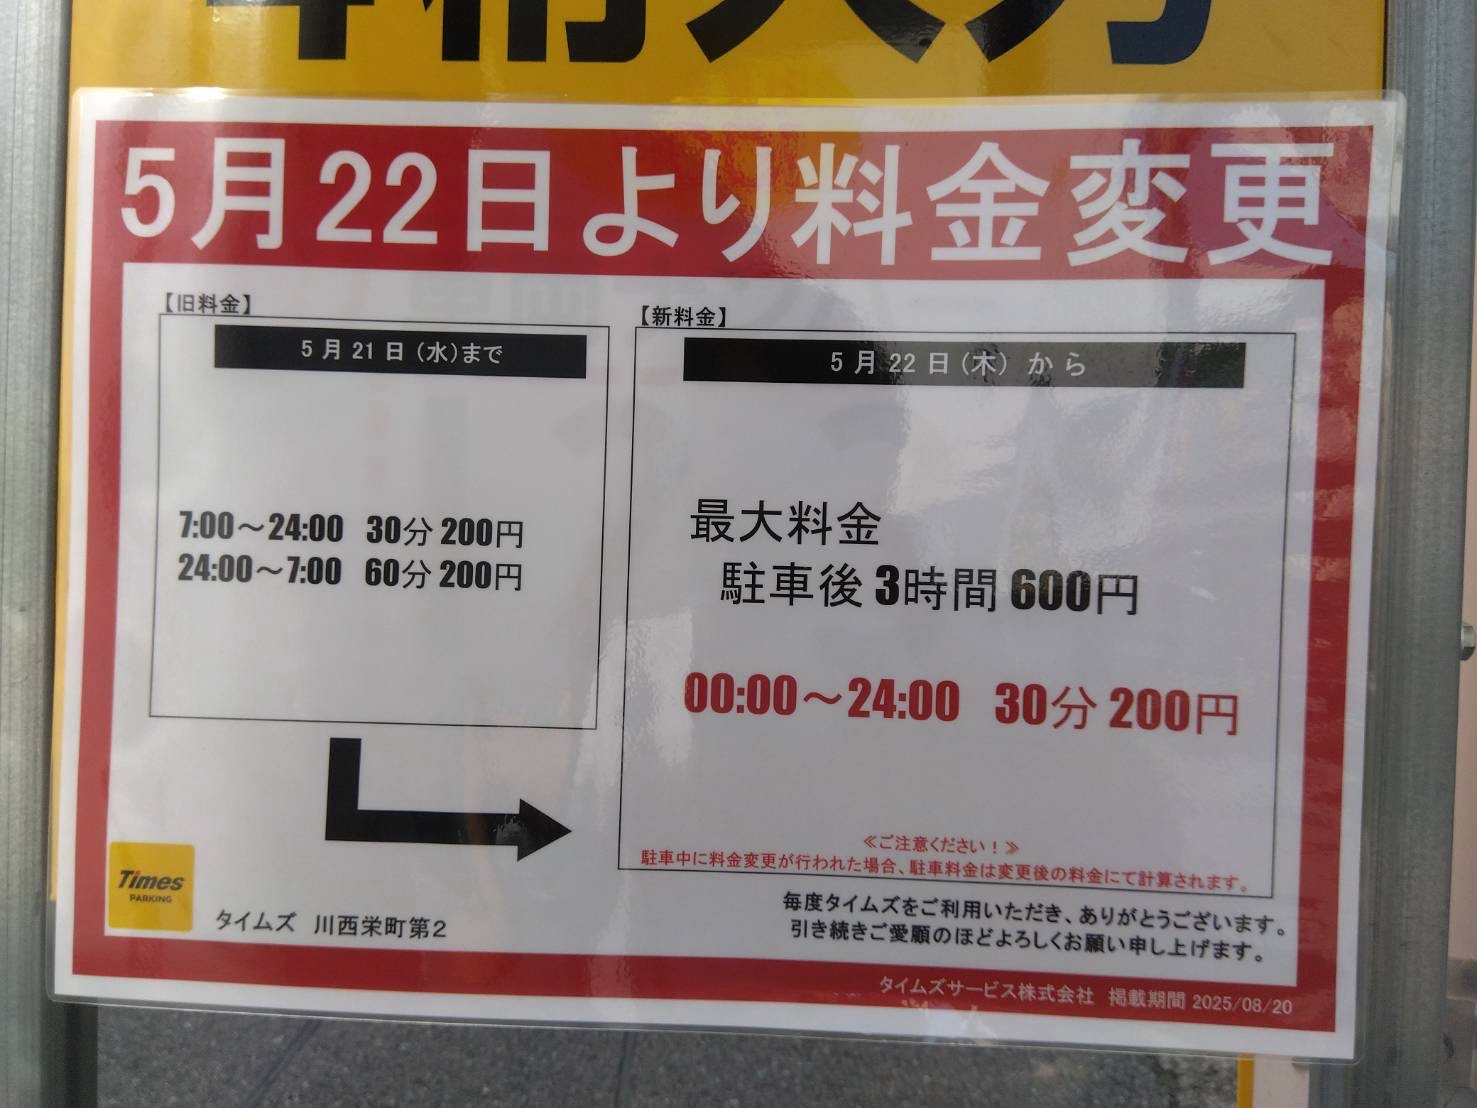 5月22日より料金変更
【旧料金】
5月21日(水)まで
7:00～24:00 30分 200円
24:00～7:00 60分 200円
【新料金】
5月22日(木)から
最大料金
駐車後 3時間 600円
00:00～24:00 30分 200円
≪ご注意ください！≫
駐車中に料金変更が行われた場合、駐車料金は変更後の料金にて計算されます。
Times
PARKING
タイムズ 川西栄町第2
毎度タイムズをご利用いただき、ありがとうございます。
引き続きご愛顧のほどよろしくお願い申し上げます。
タイムズサービス株式会社 掲載期間 2025/08/20